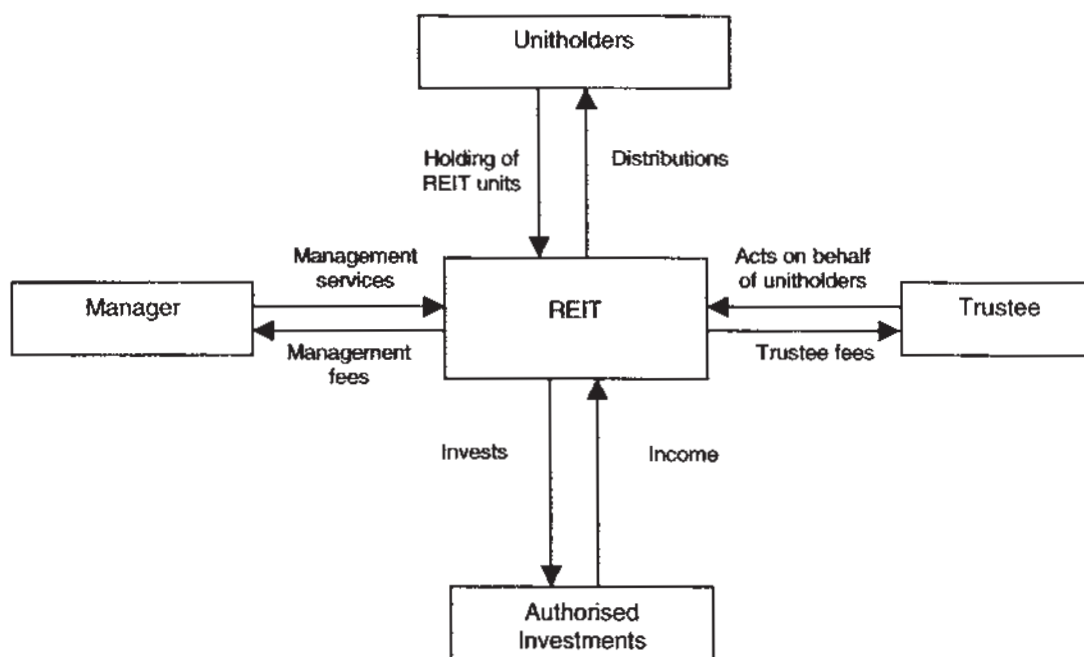 Unitholders
Holding of
REIT units
Distributions
Management
services
Acts on behalf
of unitholders
Manager
REIT
Trustee
Management
fees
Trustee fees
Invests
Income
Authorised
Investments